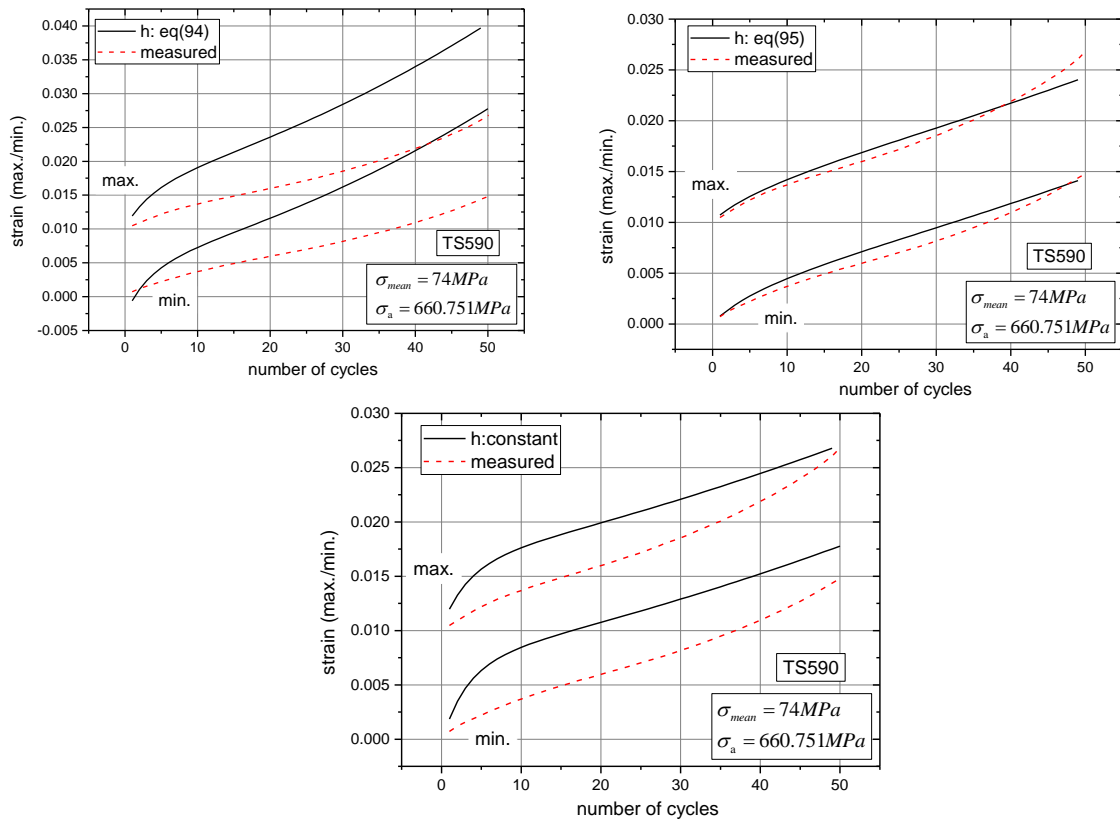 0.040
0.035
0.030
0.025
0.020
0.015
0.010
0.005
0.000
-0.005
h: eq(94)
measured
max.
min.
TS590
σmean = 74MPa
σa = 660.751MPa
0 10 20 30 40 50
number of cycles
strain (max./min.)
0.030
0.025
0.020
0.015
0.010
0.005
0.000
h: eq(95)
measured
max.
min.
TS590
σmean = 74MPa
σa = 660.751MPa
0 10 20 30 40 50
number of cycles
strain (max./min.)
0.030
0.025
0.020
0.015
0.010
0.005
0.000
h:constant
measured
max.
min.
TS590
σmean = 74MPa
σa = 660.751MPa
0 10 20 30 40 50
number of cycles
strain (max./min.)